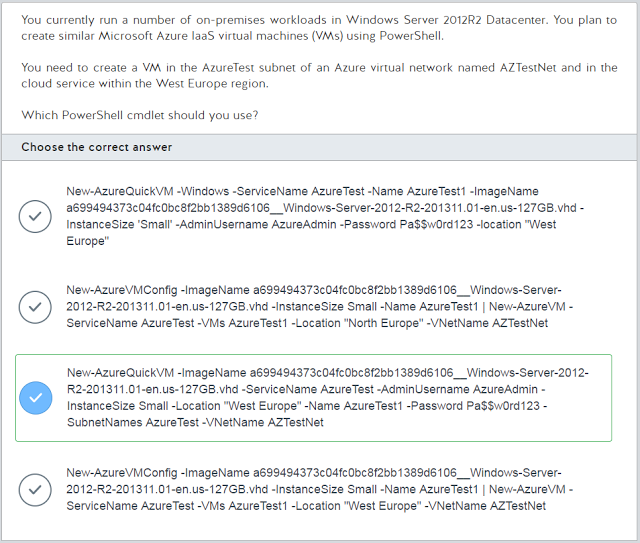 You currently run a number of on-premises workloads in Windows Server 2012R2 Datacenter. You plan to
create similar Microsoft Azure IaaS virtual machines (VMs) using PowerShell.
You need to create a VM in the AzureTest subnet of an Azure virtual network named AZTestNet and in the
cloud service within the West Europe region.
Which PowerShell cmdlet should you use?
Choose the correct answer
New-AzureQuickVM -Windows -ServiceName AzureTest -Name AzureTest1 -ImageName
a699494373c04fc0bc8f2bb1389d6106__Windows-Server-2012-R2-201311.01-en.us-127GB.vhd -
InstanceSize 'Small' -AdminUsername AzureAdmin -Password Pa$$w0rd123 -location "West
Europe"
New-AzureVMConfig -ImageName a699494373c04fc0bc8f2bb1389d6106__Windows-Server-
2012-R2-201311.01-en.us-127GB.vhd -InstanceSize Small -Name AzureTest1 | New-AzureVM -
ServiceName AzureTest -VMs AzureTest1 -Location "North Europe" -VNetName AZTestNet
New-AzureQuickVM -ImageName a699494373c04fc0bc8f2bb1389d6106__Windows-Server-2012-
R2-201311.01-en.us-127GB.vhd -ServiceName AzureTest -AdminUsername AzureAdmin -
InstanceSize Small -Location "West Europe" -Name AzureTest1 -Password Pa$$w0rd123 -
SubnetNames AzureTest -VNetName AZTestNet
New-AzureVMConfig -ImageName a699494373c04fc0bc8f2bb1389d6106__Windows-Server-
2012-R2-201311.01-en.us-127GB.vhd -InstanceSize Small -Name AzureTest1 | New-AzureVM -
ServiceName AzureTest -VMs AzureTest1 -Location "West Europe" -VNetName AZTestNet